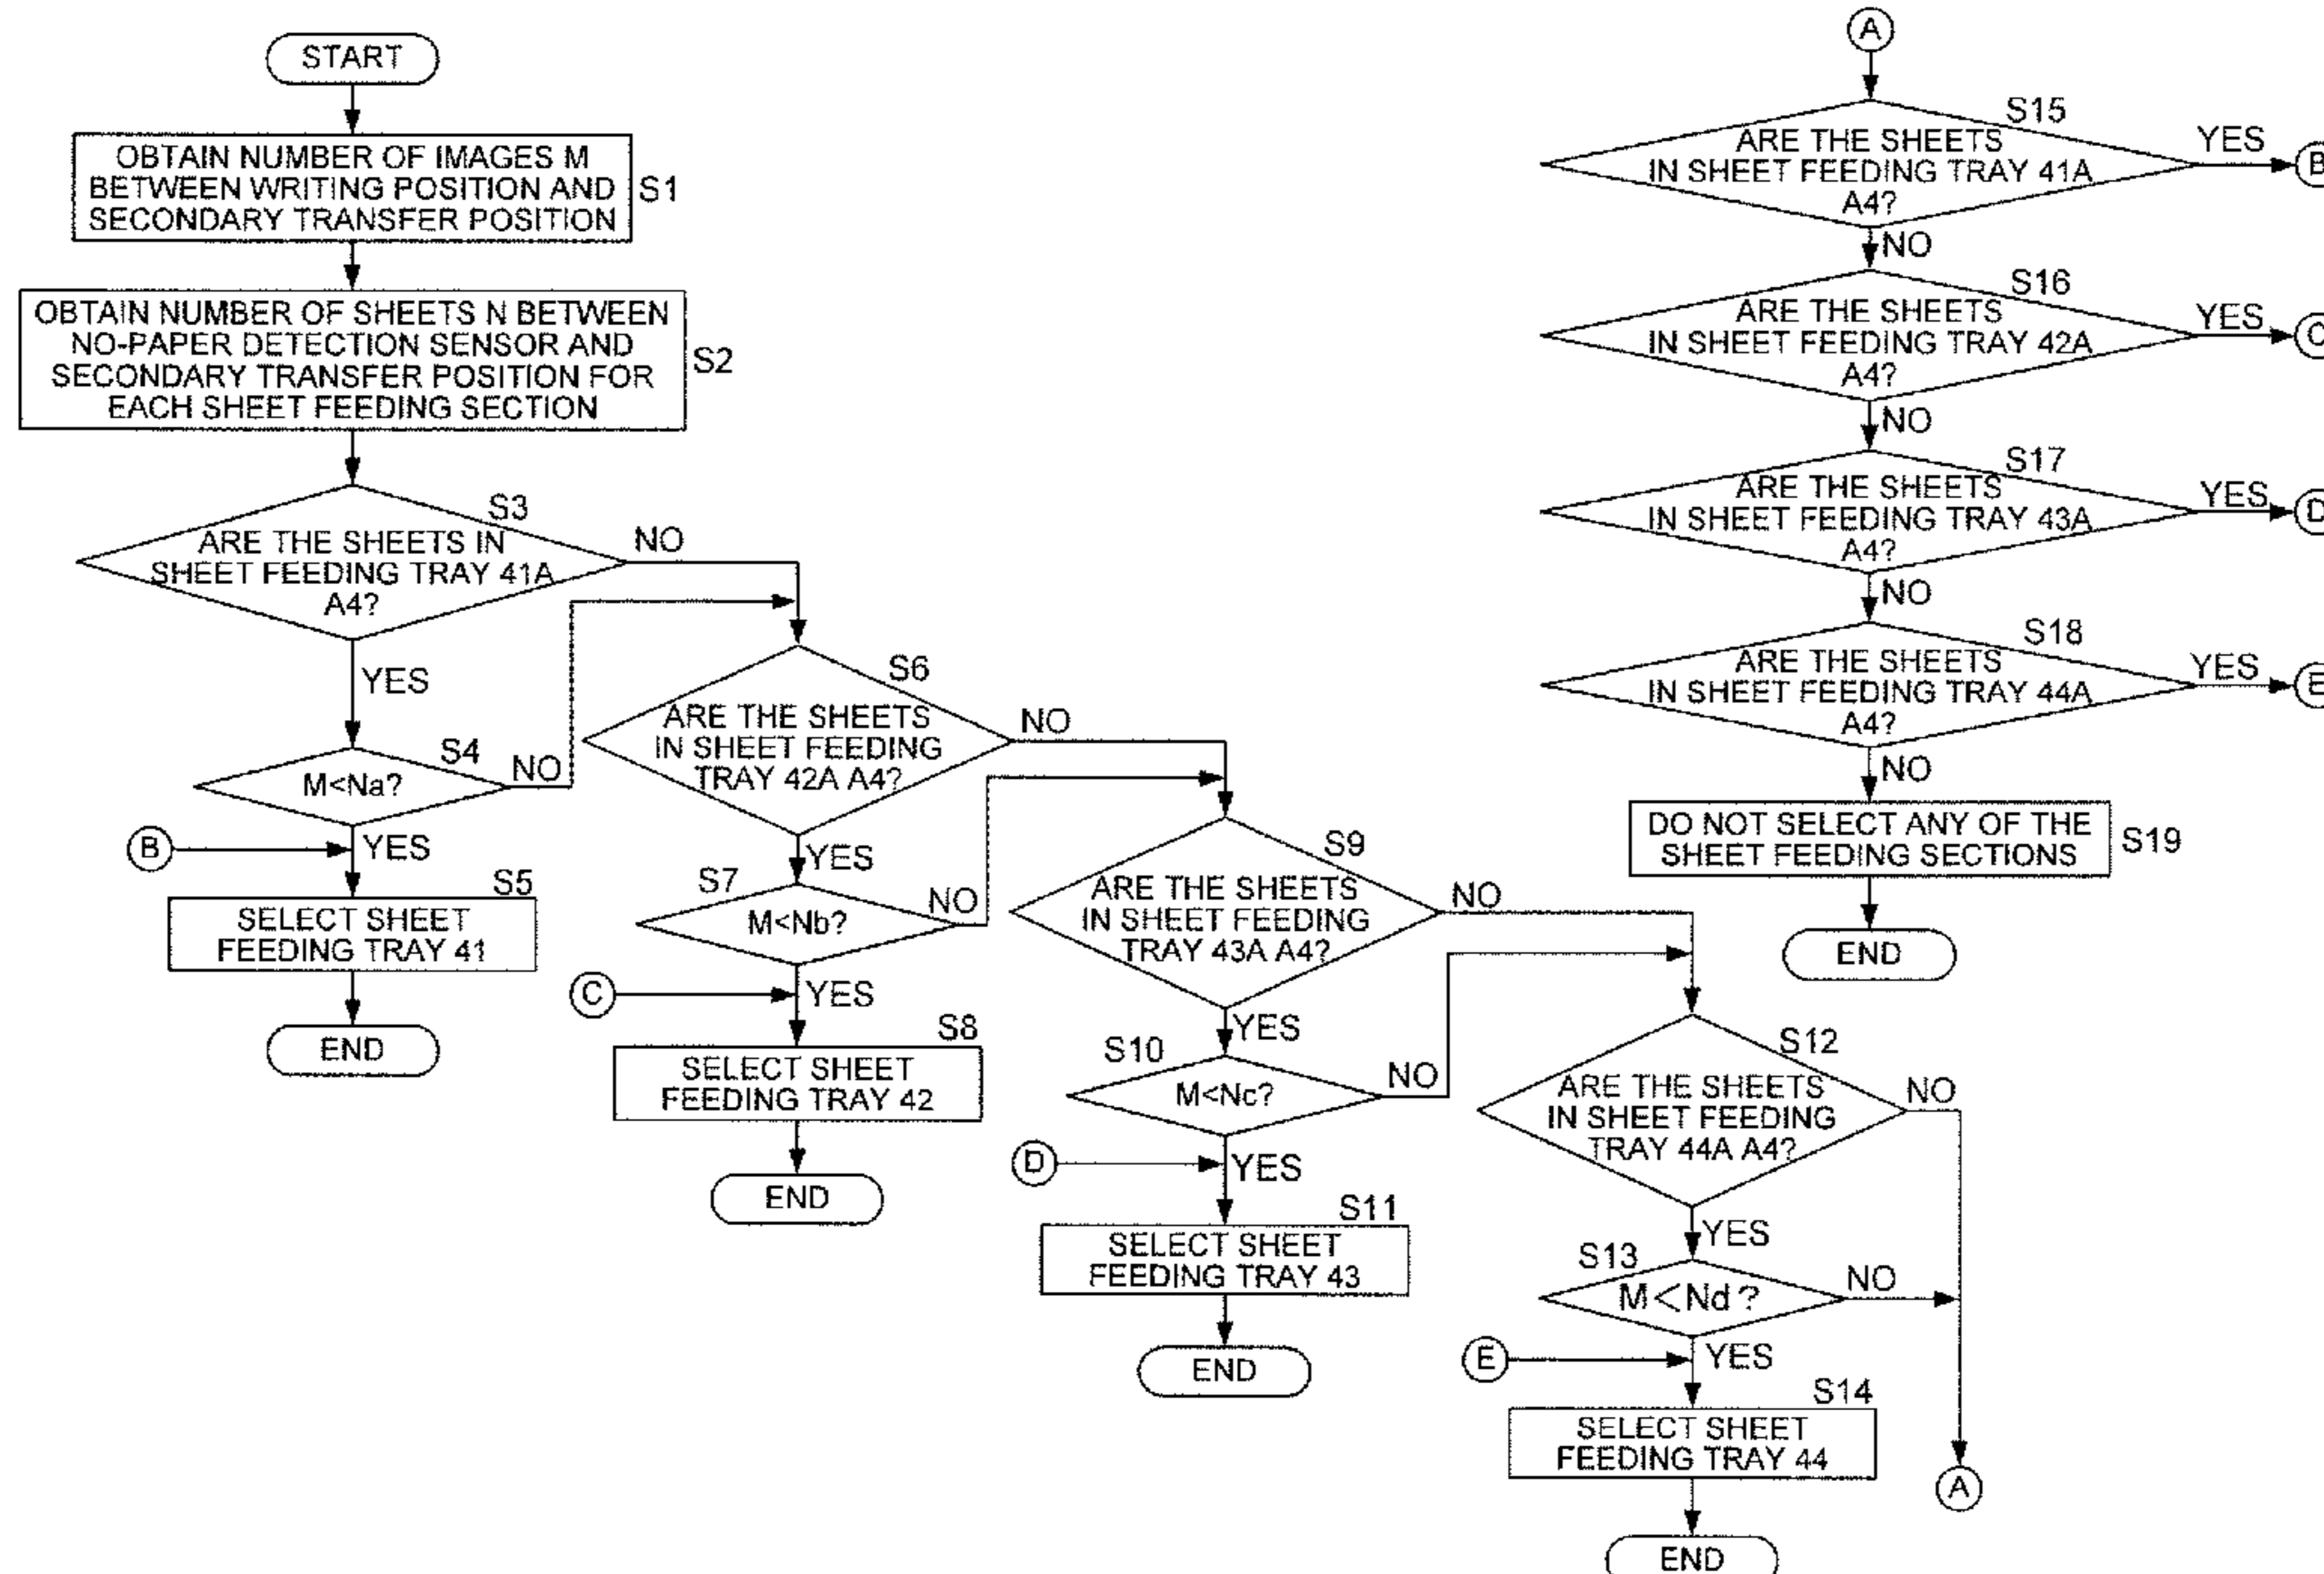 START
OBTAIN NUMBER OF IMAGES M
BETWEEN WRITING POSITION AND
SECONDARY TRANSFER POSITION
S1
OBTAIN NUMBER OF SHEETS N BETWEEN
NO-PAPER DETECTION SENSOR AND
SECONDARY TRANSFER POSITION FOR
EACH SHEET FEEDING SECTION
S2
S3
ARE THE SHEETS IN
SHEET FEEDING TRAY 41A
A4?
NO
YES
S4
M<Na?
NO
B
YES
S5
SELECT SHEET
FEEDING TRAY 41
END
S6
ARE THE SHEETS
IN SHEET FEEDING
TRAY 42A A4?
NO
YES
S7
M<Nb?
NO
C
YES
S8
SELECT SHEET
FEEDING TRAY 42
END
S9
ARE THE SHEETS
IN SHEET FEEDING
TRAY 43A A4?
NO
YES
S10
M<Nc?
NO
D
YES
S11
SELECT SHEET
FEEDING TRAY 43
END
S12
ARE THE SHEETS
IN SHEET FEEDING
TRAY 44A A4?
NO
YES
S13
M<Nd?
NO
E
YES
S14
SELECT SHEET
FEEDING TRAY 44
A
END
A
S15
ARE THE SHEETS
IN SHEET FEEDING TRAY 41A
A4?
YES
B
NO
S16
ARE THE SHEETS
IN SHEET FEEDING TRAY 42A
A4?
YES
C
NO
S17
ARE THE SHEETS
IN SHEET FEEDING TRAY 43A
A4?
YES
D
NO
S18
ARE THE SHEETS
IN SHEET FEEDING TRAY 44A
A4?
YES
E
NO
DO NOT SELECT ANY OF THE
SHEET FEEDING SECTIONS
S19
END